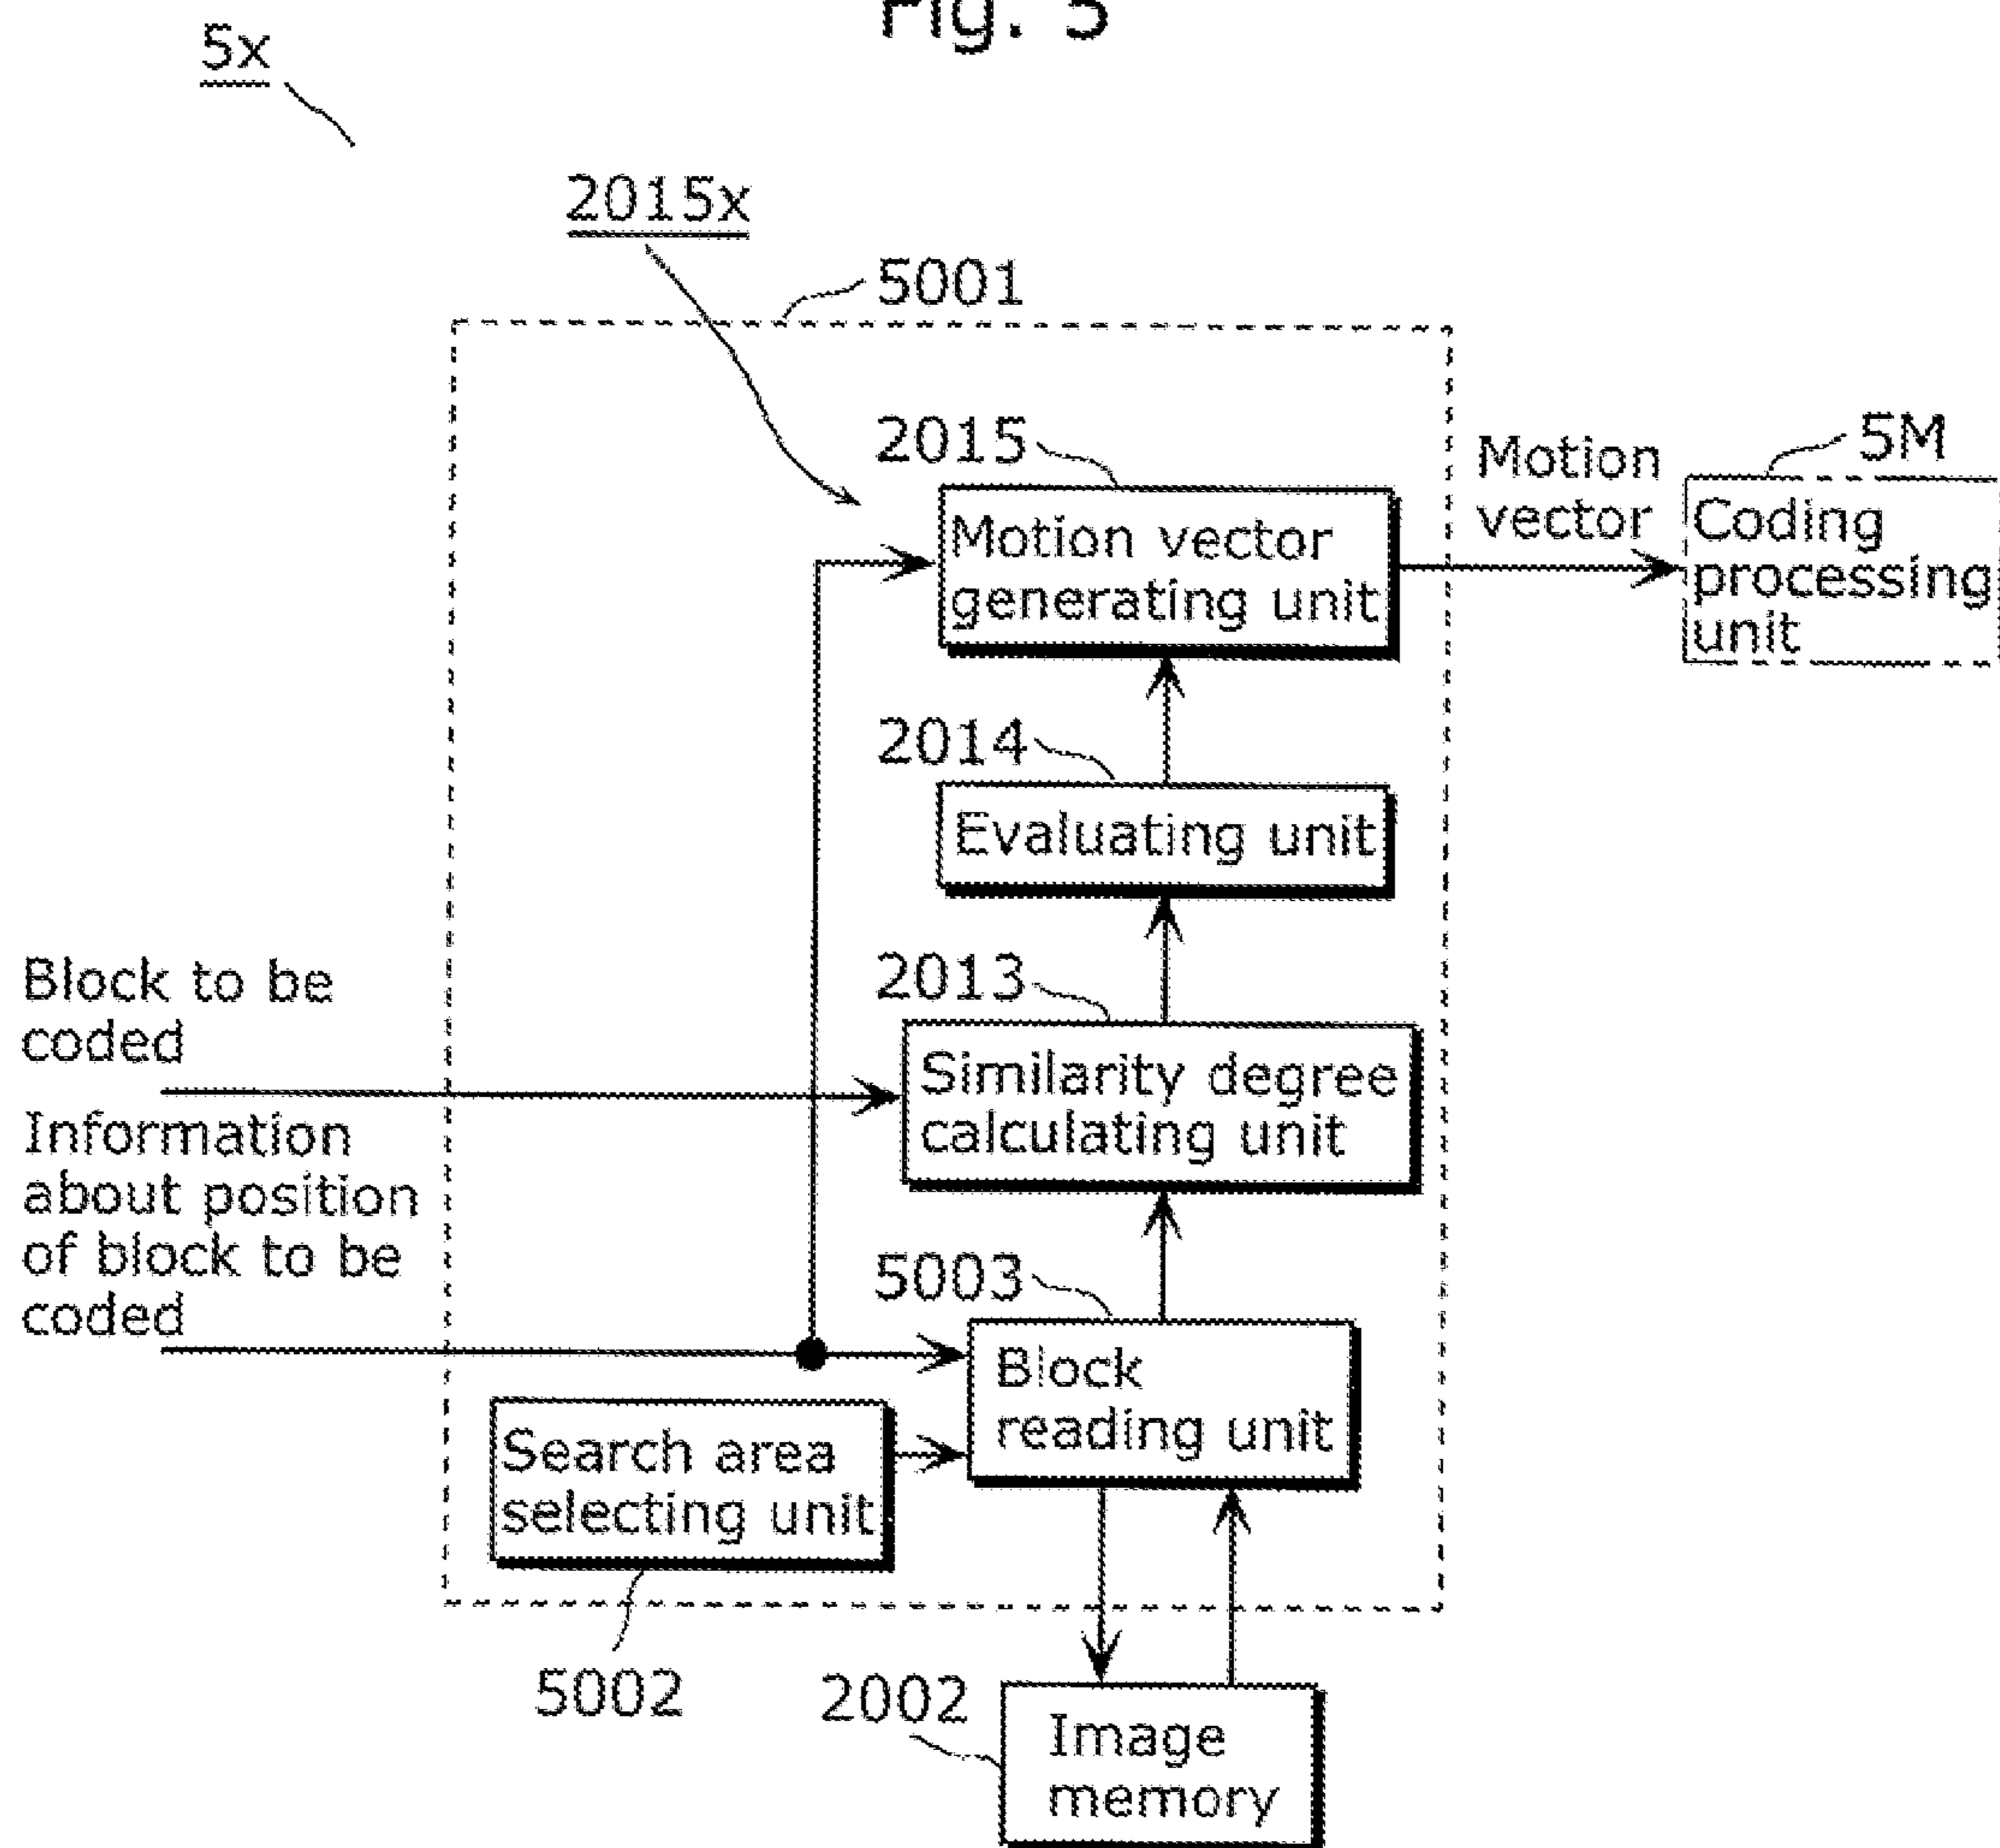 Fig. 5
5x
2015x
5001
2015
Motion vector
generating unit
Motion
vector
5M
Coding
processing
unit
2014
Evaluating unit
Block to be
coded
2013
Similarity degree
calculating unit
Information
about position
of block to be
coded
5003
Block
reading unit
Search area
selecting unit
5002
2002
Image
memory